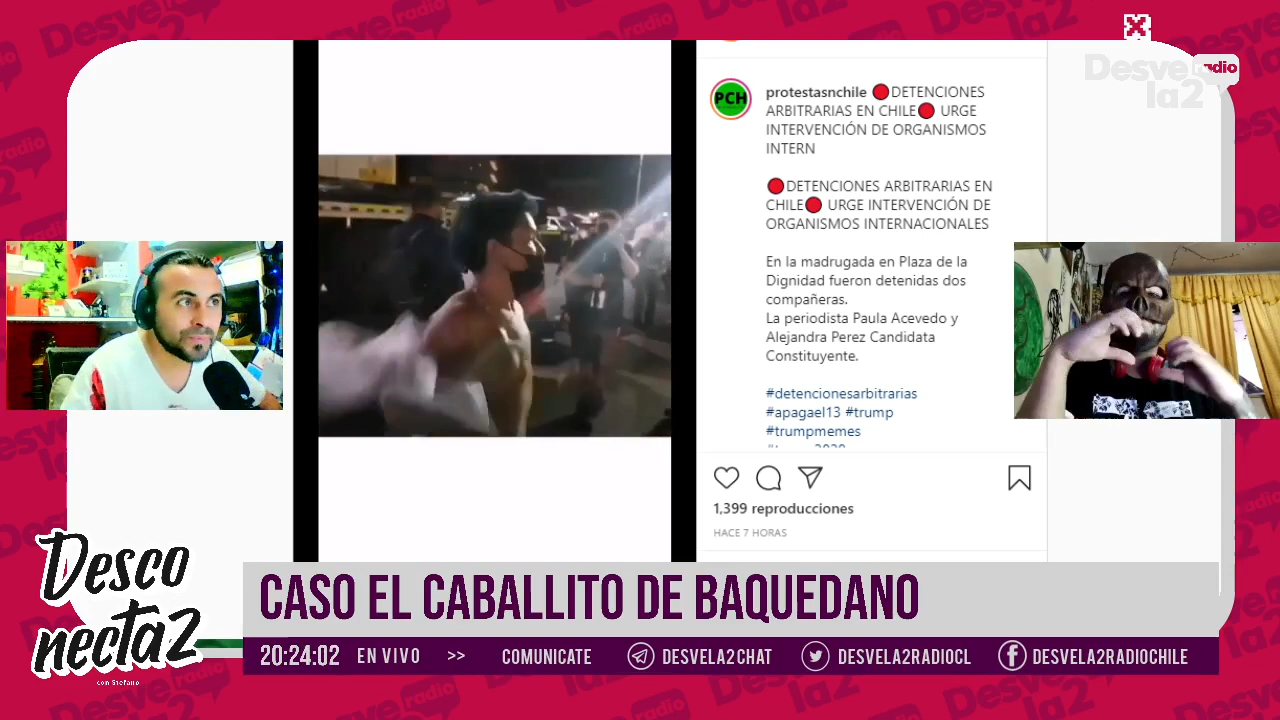 Desvela2 radio
protestasnchile 🔴DETENCIONES
ARBITRARIAS EN CHILE🔴 URGE
INTERVENCIÓN DE ORGANISMOS
INTERN
🔴DETENCIONES ARBITRARIAS EN
CHILE🔴 URGE INTERVENCIÓN DE
ORGANISMOS INTERNACIONALES
PCH
En la madrugada en Plaza de la
Dignidad fueron detenidas dos
compañeras.
La periodista Paula Acevedo y
Alejandra Perez Candidata
Constituyente.
#detencionesarbitrarias
#apagael13 #trump
#trumpmemes
1,399 reproducciones
HACE 7 HORAS
Desco
necta2
con Stefano
CASO EL CABALLITO DE BAQUEDANO
20:24:02 EN VIVO >> COMUNICATE DESVELA2CHAT DESVELA2RADIOCL DESVELA2RADIOCHILE